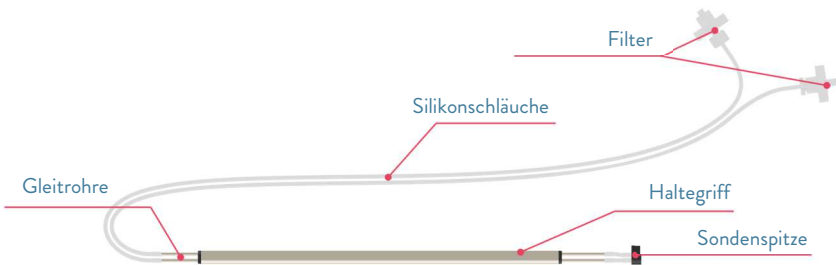 Filter
Silikonschläuche
Gleitrohre
Haltegriff
Sondenspitze